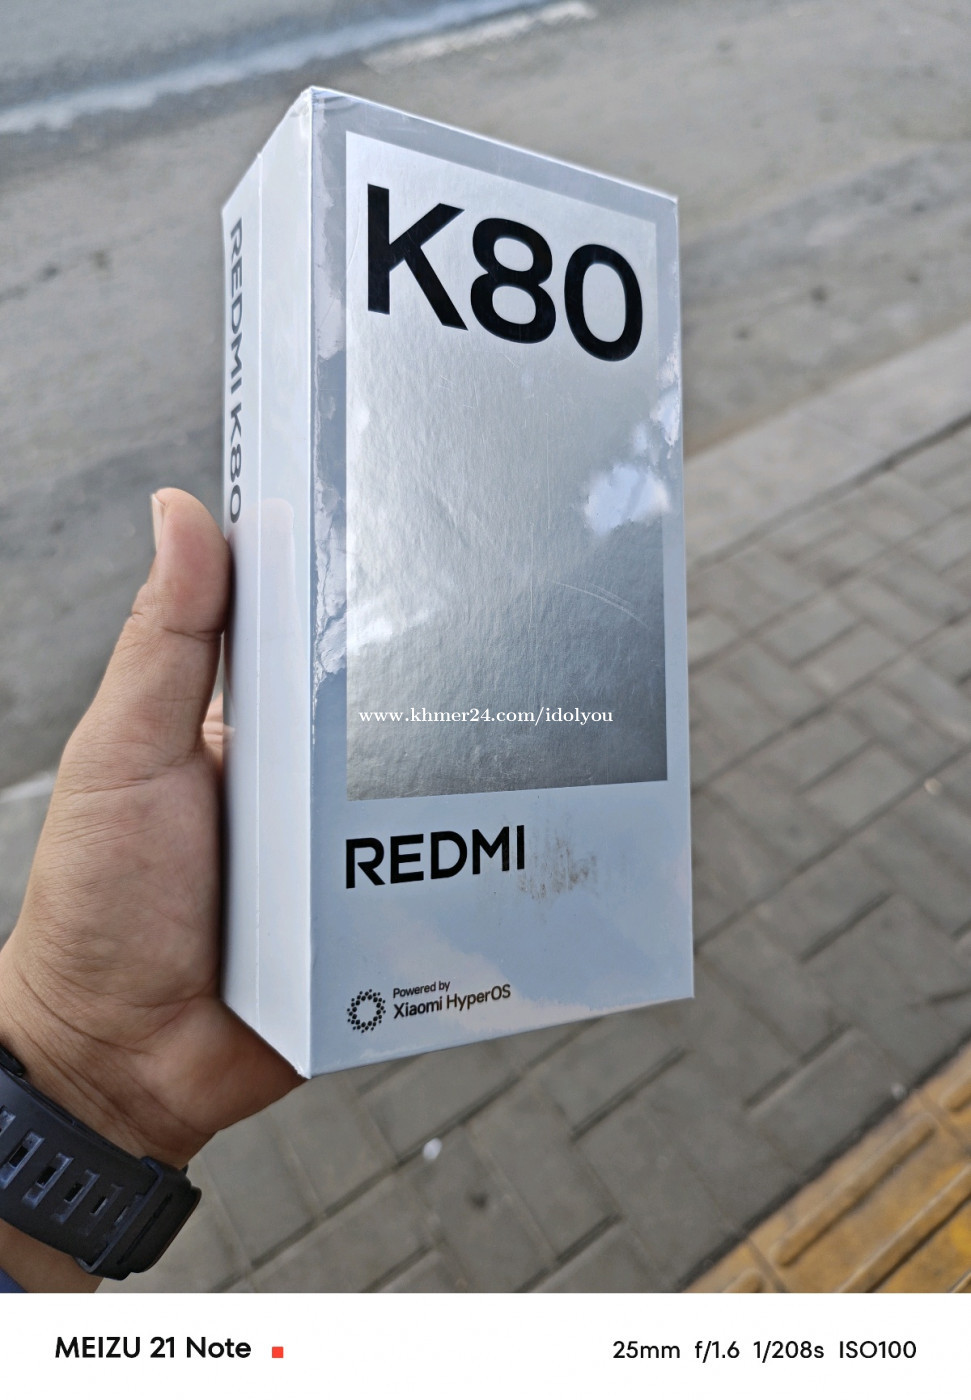 K80
REDMI K80
www.khmer24.com/idolyou
REDMI
Powered by
Xiaomi HyperOS
MEIZU 21 Note
25mm f/1.6 1/208s ISO100